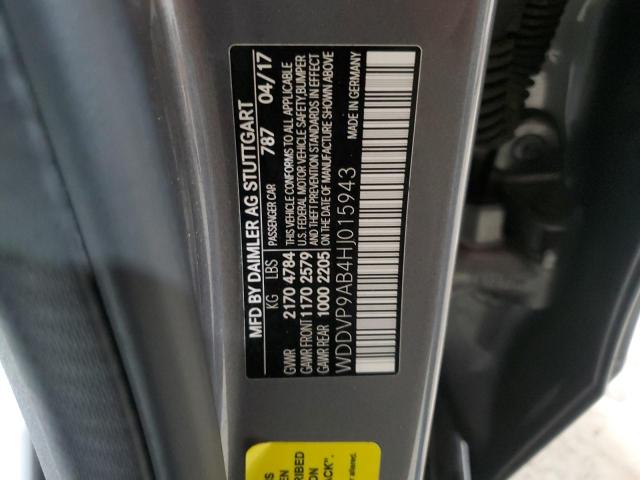 MFD BY DAIMLER AG STUTTGART
PASSENGER CAR 787 04/17
KG LBS
GVWR 2170 4784
GAWR FRONT 1170 2579
GAWR REAR 1000 2205
THIS VEHICLE CONFORMS TO ALL APPLICABLE
U.S. FEDERAL MOTOR VEHICLE SAFETY, BUMPER
AND THEFT PREVENTION STANDARDS IN EFFECT
ON THE DATE OF MANUFACTURE SHOWN ABOVE
WDDVP9AB4HJ015943
MADE IN GERMANY
altered.